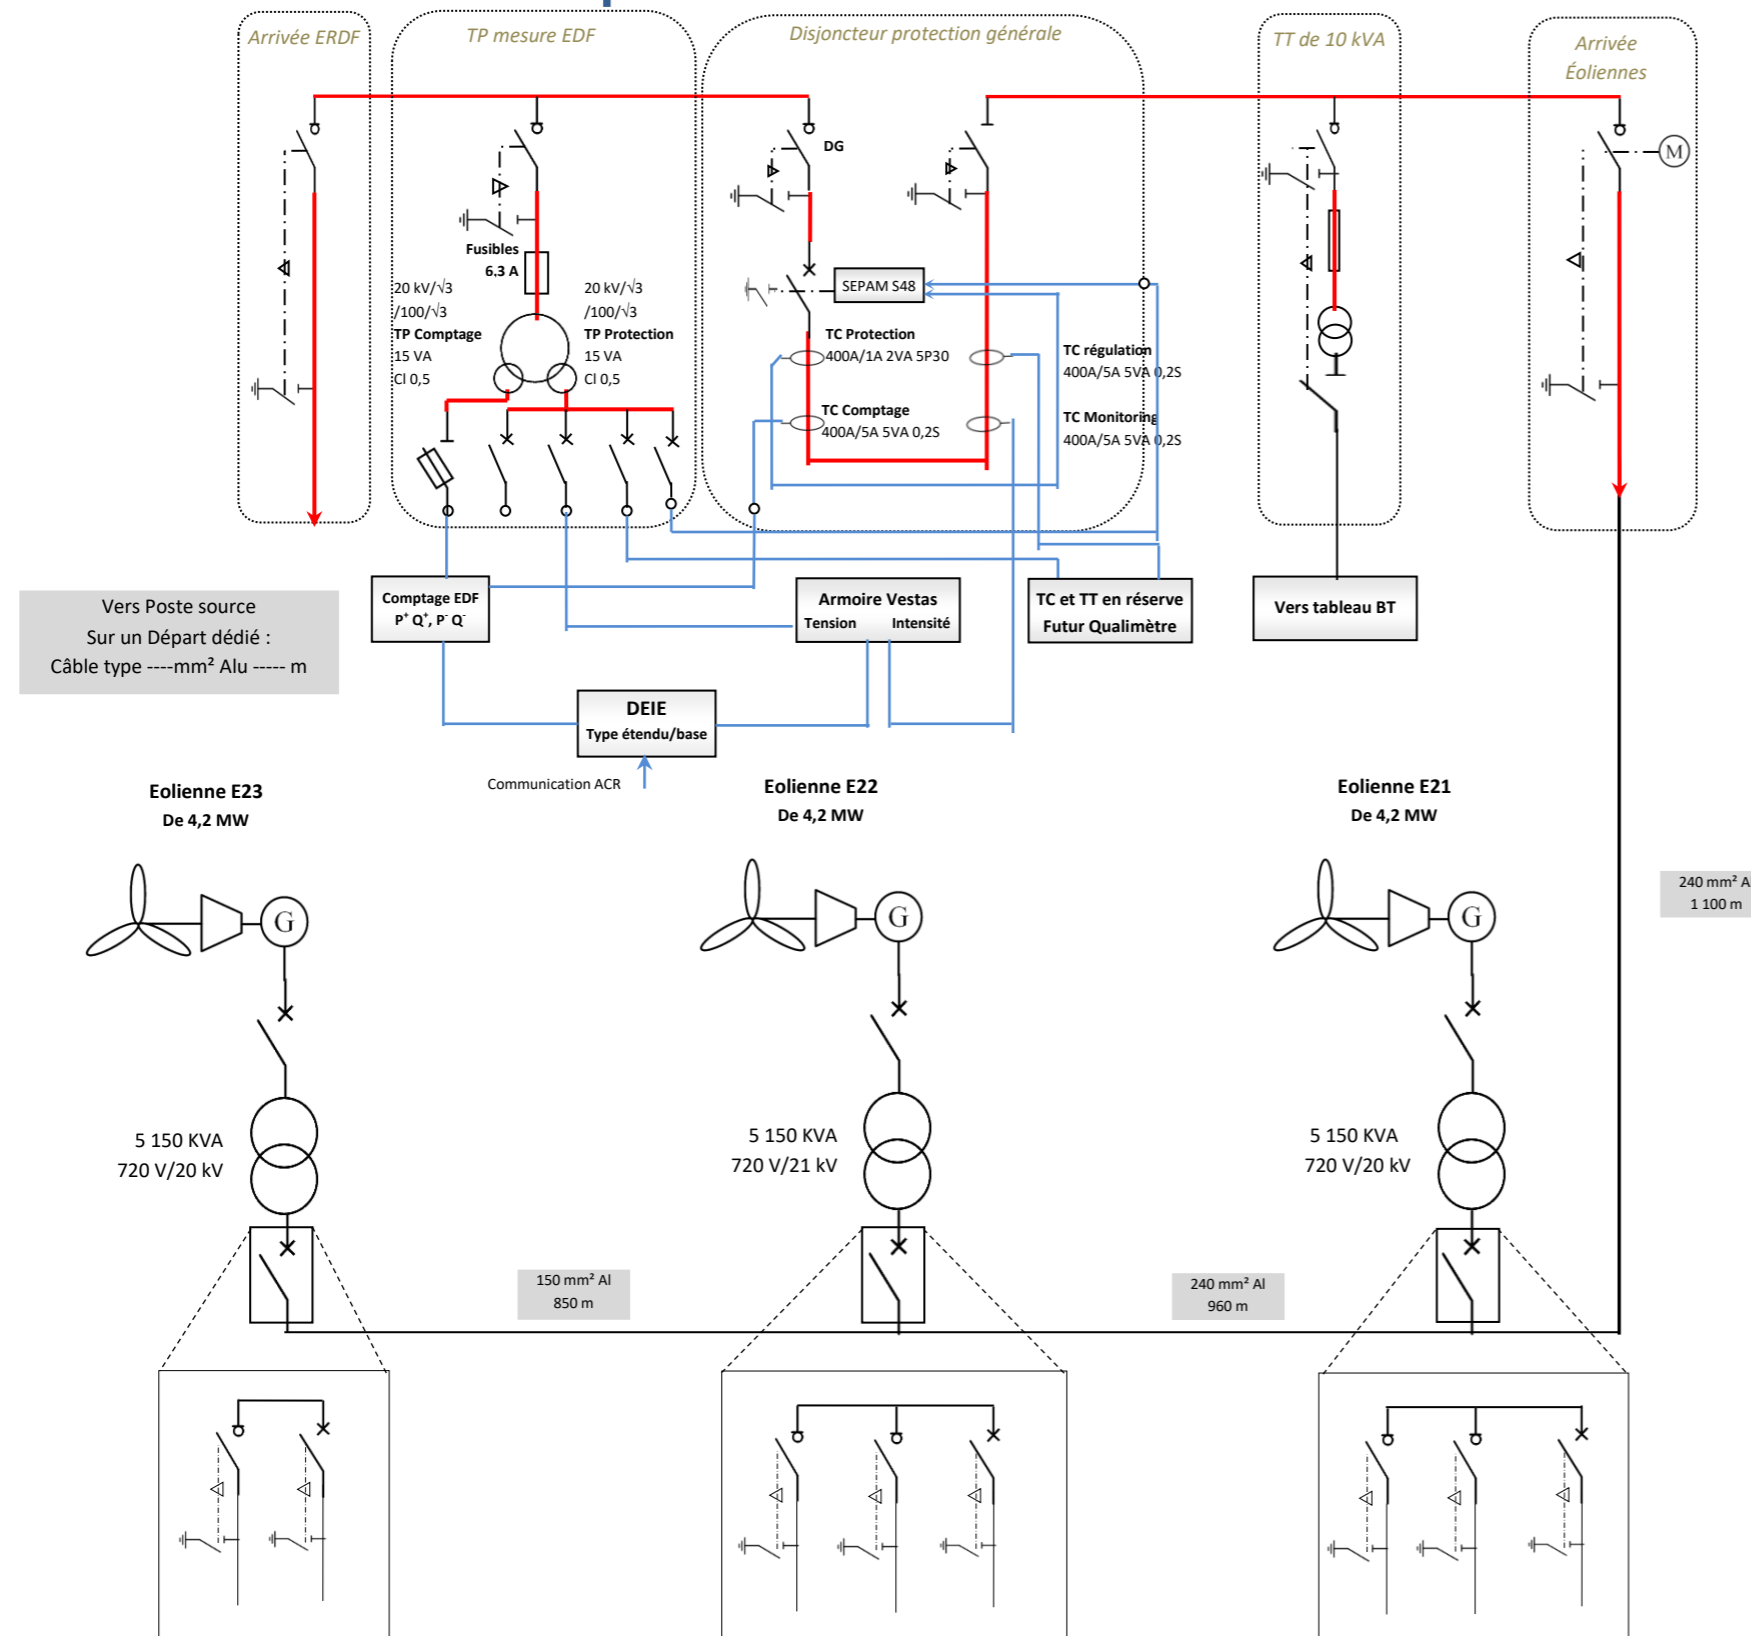 Arrivée ERDF
TP mesure EDF
Disjoncteur protection générale
TT de 10 kVA
Arrivée
Éoliennes
DG
M
Fusibles
6.3 A
20 kV/√3
/100/√3
TP Comptage
15 VA
Cl 0,5
20 kV/√3
/100/√3
TP Protection
15 VA
Cl 0,5
SEPAM S48
TC Protection
400A/1A 2VA 5P30
TC Comptage
400A/5A 5VA 0,2S
TC régulation
400A/5A 5VA 0,2S
TC Monitoring
400A/5A 5VA 0,2S
Vers Poste source
Sur un Départ dédié :
Câble type ----mm² Alu ----- m
Comptage EDF
P⁺ Q⁺, P⁻ Q⁻
Armoire Vestas
Tension Intensité
TC et TT en réserve
Futur Qualimètre
Vers tableau BT
DEIE
Type étendu/base
Communication ACR
Eolienne E23
De 4,2 MW
Eolienne E22
De 4,2 MW
Eolienne E21
De 4,2 MW
G
G
G
240 mm² A
1 100 m
5 150 KVA
720 V/20 kV
5 150 KVA
720 V/21 kV
5 150 KVA
720 V/20 kV
150 mm² Al
850 m
240 mm² Al
960 m